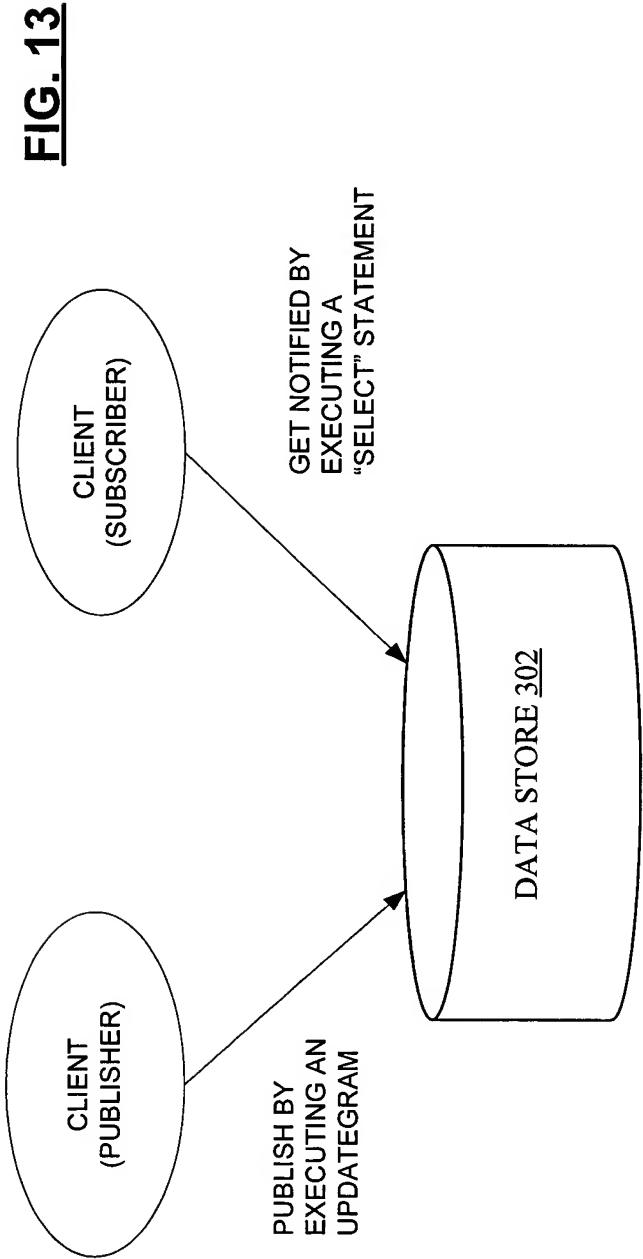 FIG. 13
CLIENT
(PUBLISHER)
CLIENT
(SUBSCRIBER)
PUBLISH BY
EXECUTING AN
UPDATEGRAM
GET NOTIFIED BY
EXECUTING A
“SELECT” STATEMENT
DATA STORE 302